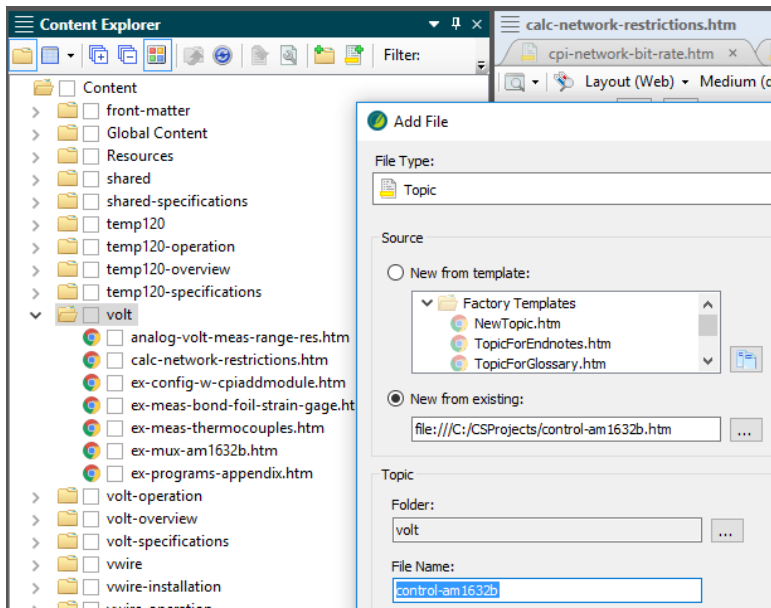 Content Explorer
Filter:
Content
front-matter
Global Content
Resources
shared
shared-specifications
temp120
temp120-operation
temp120-overview
temp120-specifications
volt
analog-volt-meas-range-res.htm
calc-network-restrictions.htm
ex-config-w-cpiaddmodule.htm
ex-meas-bond-foil-strain-gage.ht
ex-meas-thermocouples.htm
ex-mux-am1632b.htm
ex-programs-appendix.htm
volt-operation
volt-overview
volt-specifications
vwire
vwire-installation
vwire-operation
calc-network-restrictions.htm
cpi-network-bit-rate.htm
Layout (Web) Medium (d
Add File
File Type:
Topic
Source
New from template:
Factory Templates
NewTopic.htm
TopicForEndnotes.htm
TopicForGlossary.htm
New from existing:
file:///C:/CSProjects/control-am1632b.htm
...
Topic
Folder:
volt
...
File Name:
control-am1632b